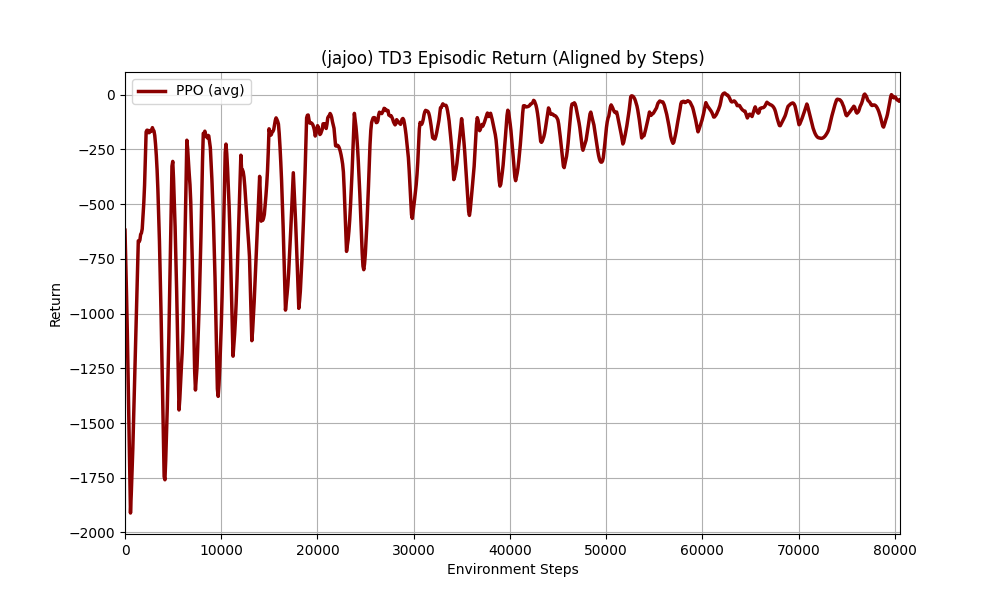 (jajoo) TD3 Episodic Return (Aligned by Steps)
PPO (avg)
Return
0
−250
−500
−750
−1000
−1250
−1500
−1750
−2000
0 10000 20000 30000 40000 50000 60000 70000 80000
Environment Steps